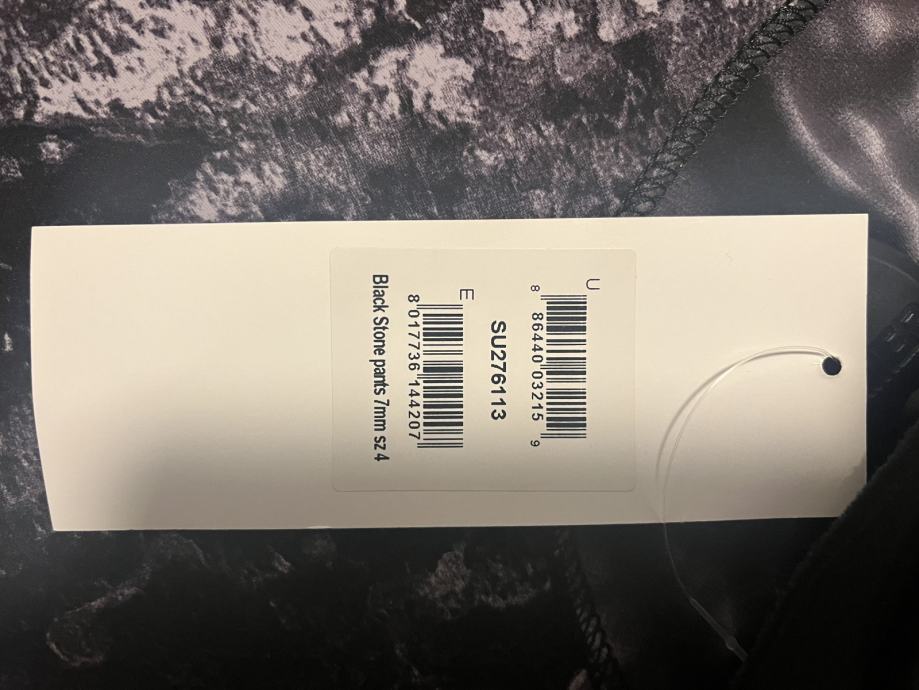 U
8 86440 03215 9
SU276113
E
8 017736 144207
Black Stone pants 7mm sz 4